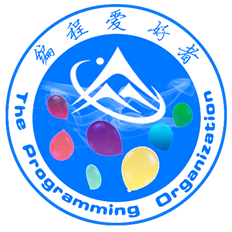 编程爱好者
The Programming Organization